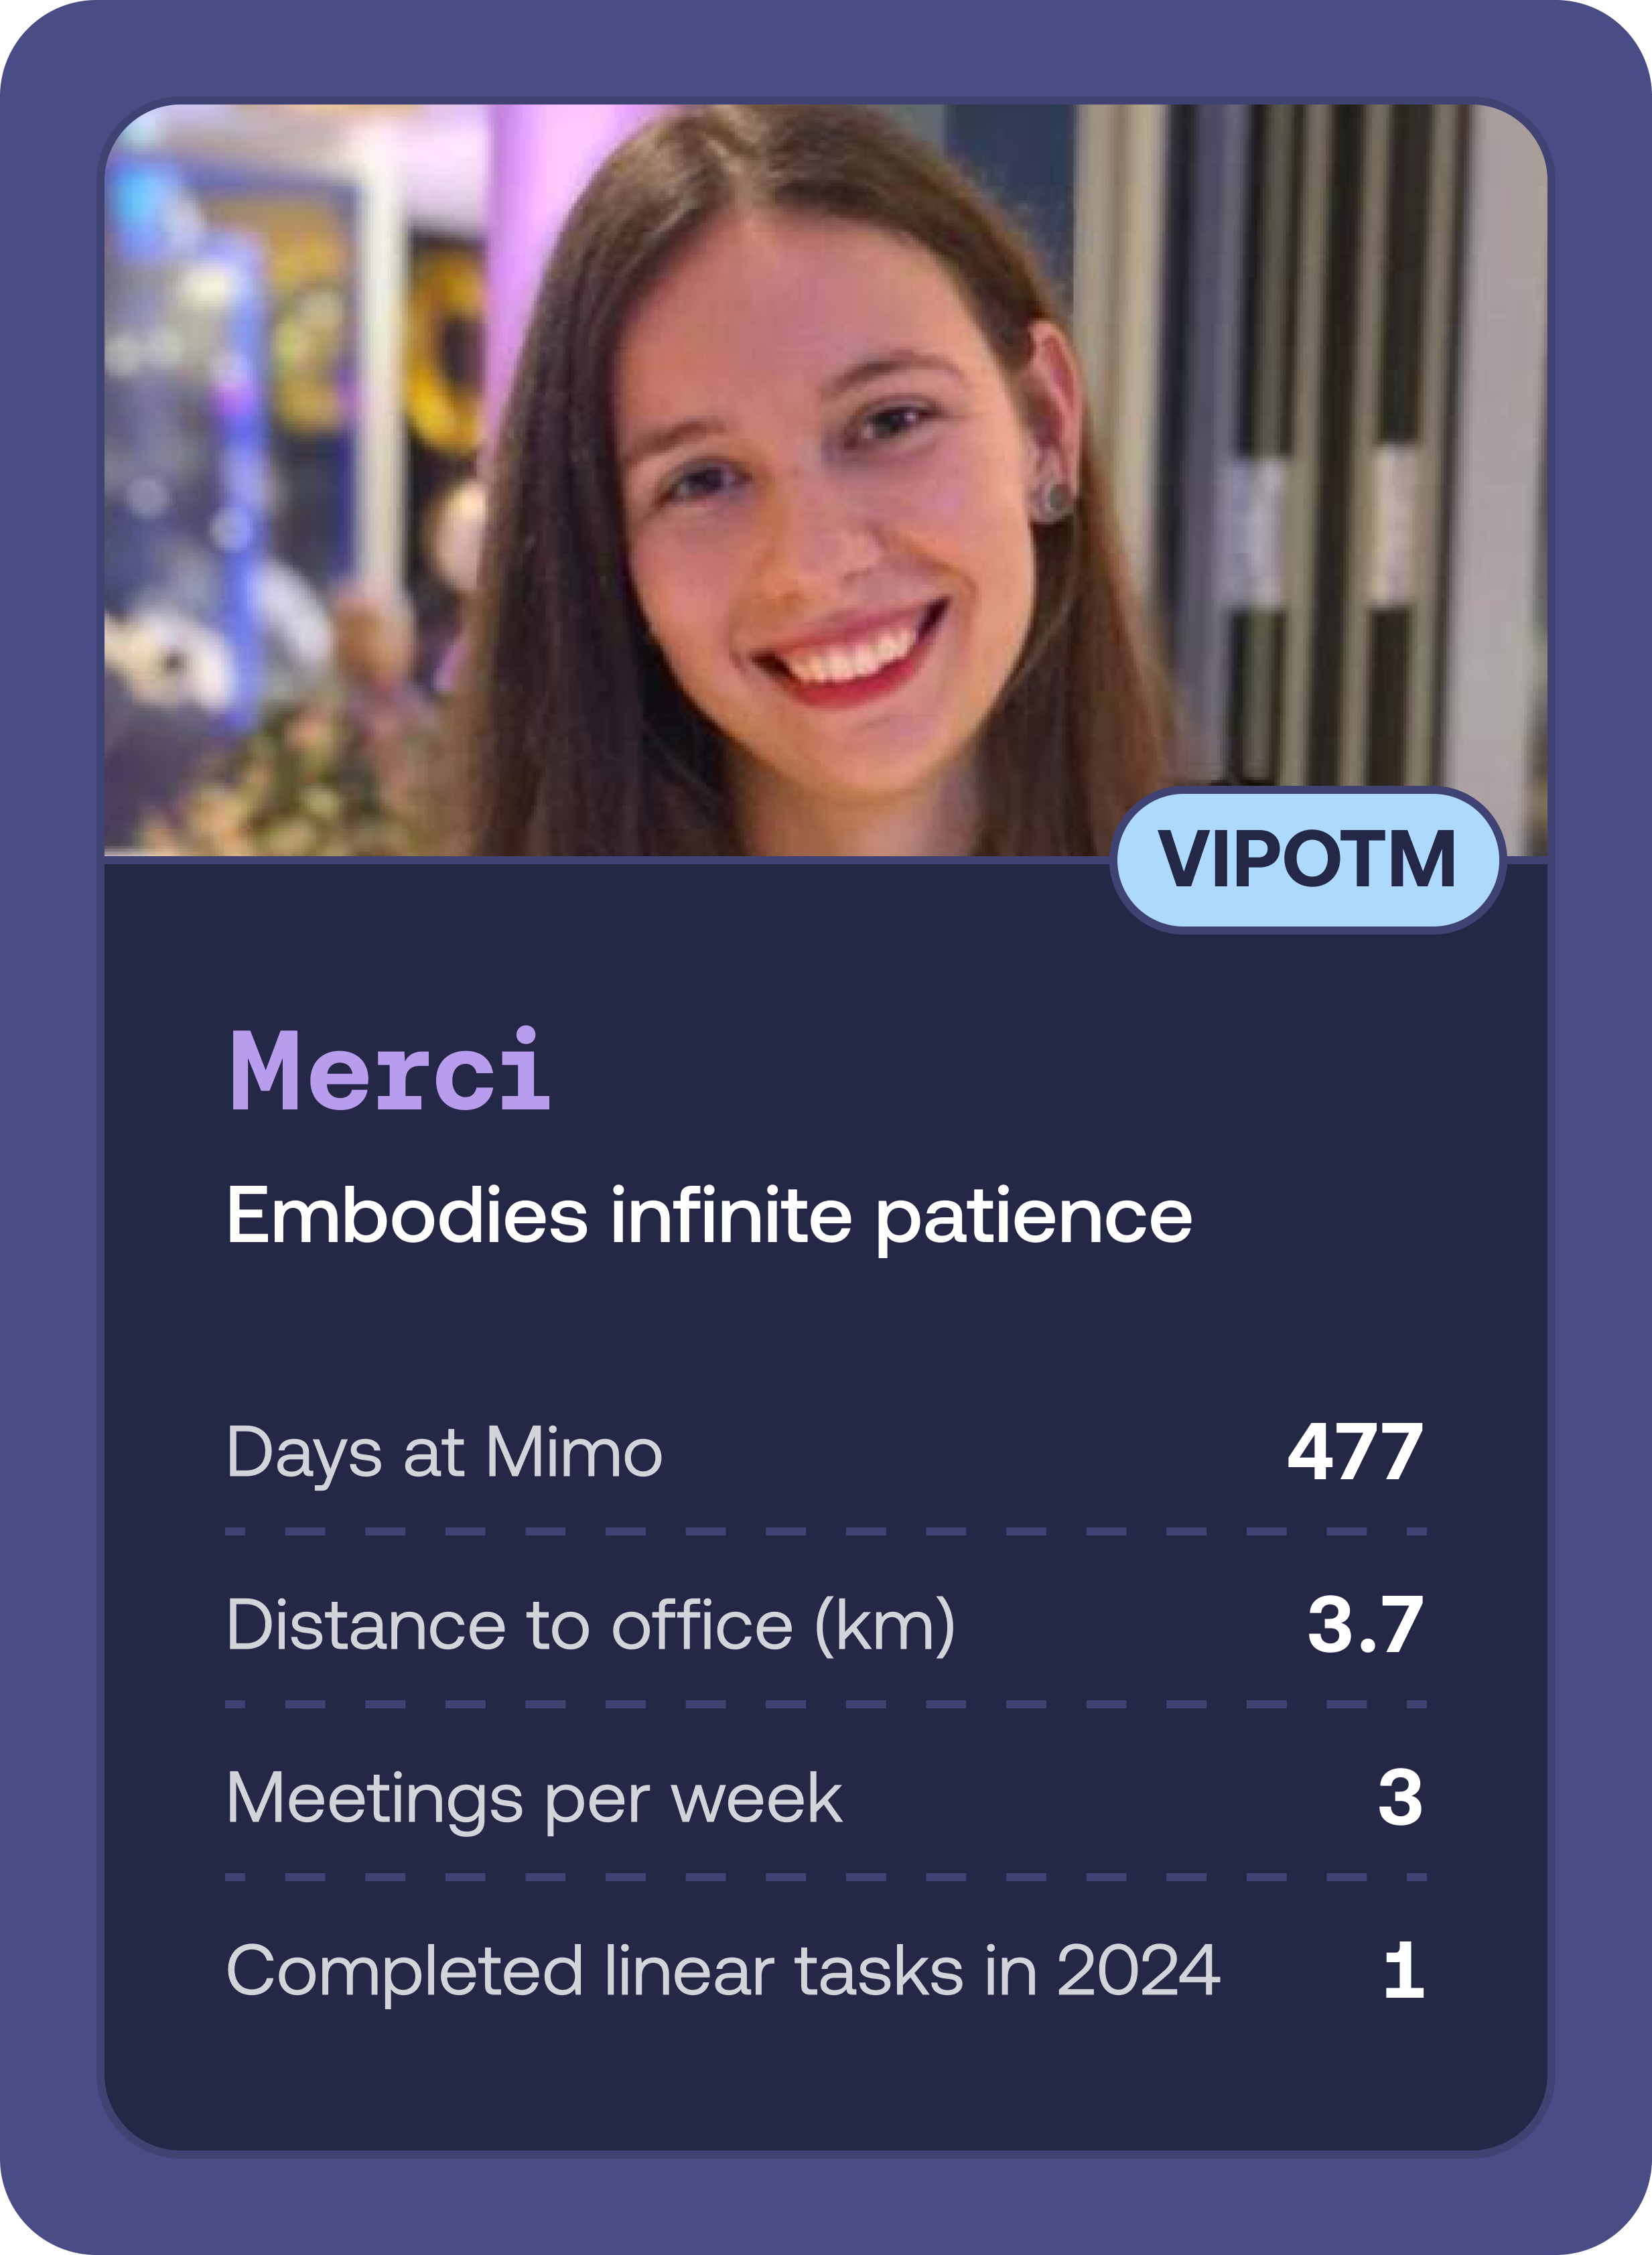 VIPOTM
Merci
Embodies infinite patience
Days at Mimo 477
Distance to office (km) 3.7
Meetings per week 3
Completed linear tasks in 2024 1